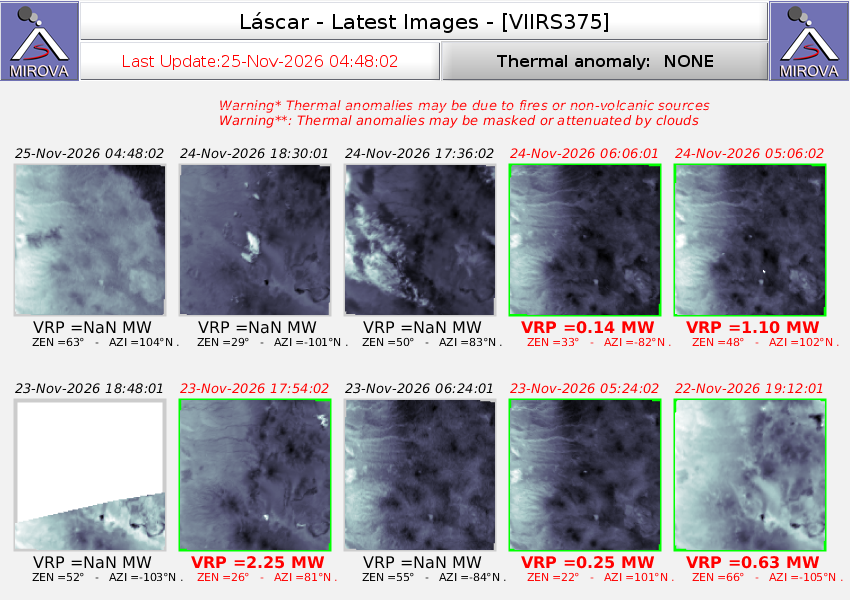 Láscar - Latest Images - [VIIRS375]
MIROVA
Last Update:25-Nov-2026 04:48:02
Thermal anomaly: NONE
MIROVA
Warning* Thermal anomalies may be due to fires or non-volcanic sources
Warning**: Thermal anomalies may be masked or attenuated by clouds
25-Nov-2026 04:48:02
24-Nov-2026 18:30:01
24-Nov-2026 17:36:02
24-Nov-2026 06:06:01
24-Nov-2026 05:06:02
VRP =NaN MW
VRP =NaN MW
VRP =NaN MW
VRP =0.14 MW
VRP =1.10 MW
ZEN =63° - AZI =104°N .
ZEN =29° - AZI =-101°N .
ZEN =50° - AZI =83°N .
ZEN =33° - AZI =-82°N .
ZEN =48° - AZI =102°N .
23-Nov-2026 18:48:01
23-Nov-2026 17:54:02
23-Nov-2026 06:24:01
23-Nov-2026 05:24:02
22-Nov-2026 19:12:01
VRP =NaN MW
VRP =2.25 MW
VRP =NaN MW
VRP =0.25 MW
VRP =0.63 MW
ZEN =52° - AZI =-103°N .
ZEN =26° - AZI =81°N .
ZEN =55° - AZI =-84°N .
ZEN =22° - AZI =101°N .
ZEN =66° - AZI =-105°N .